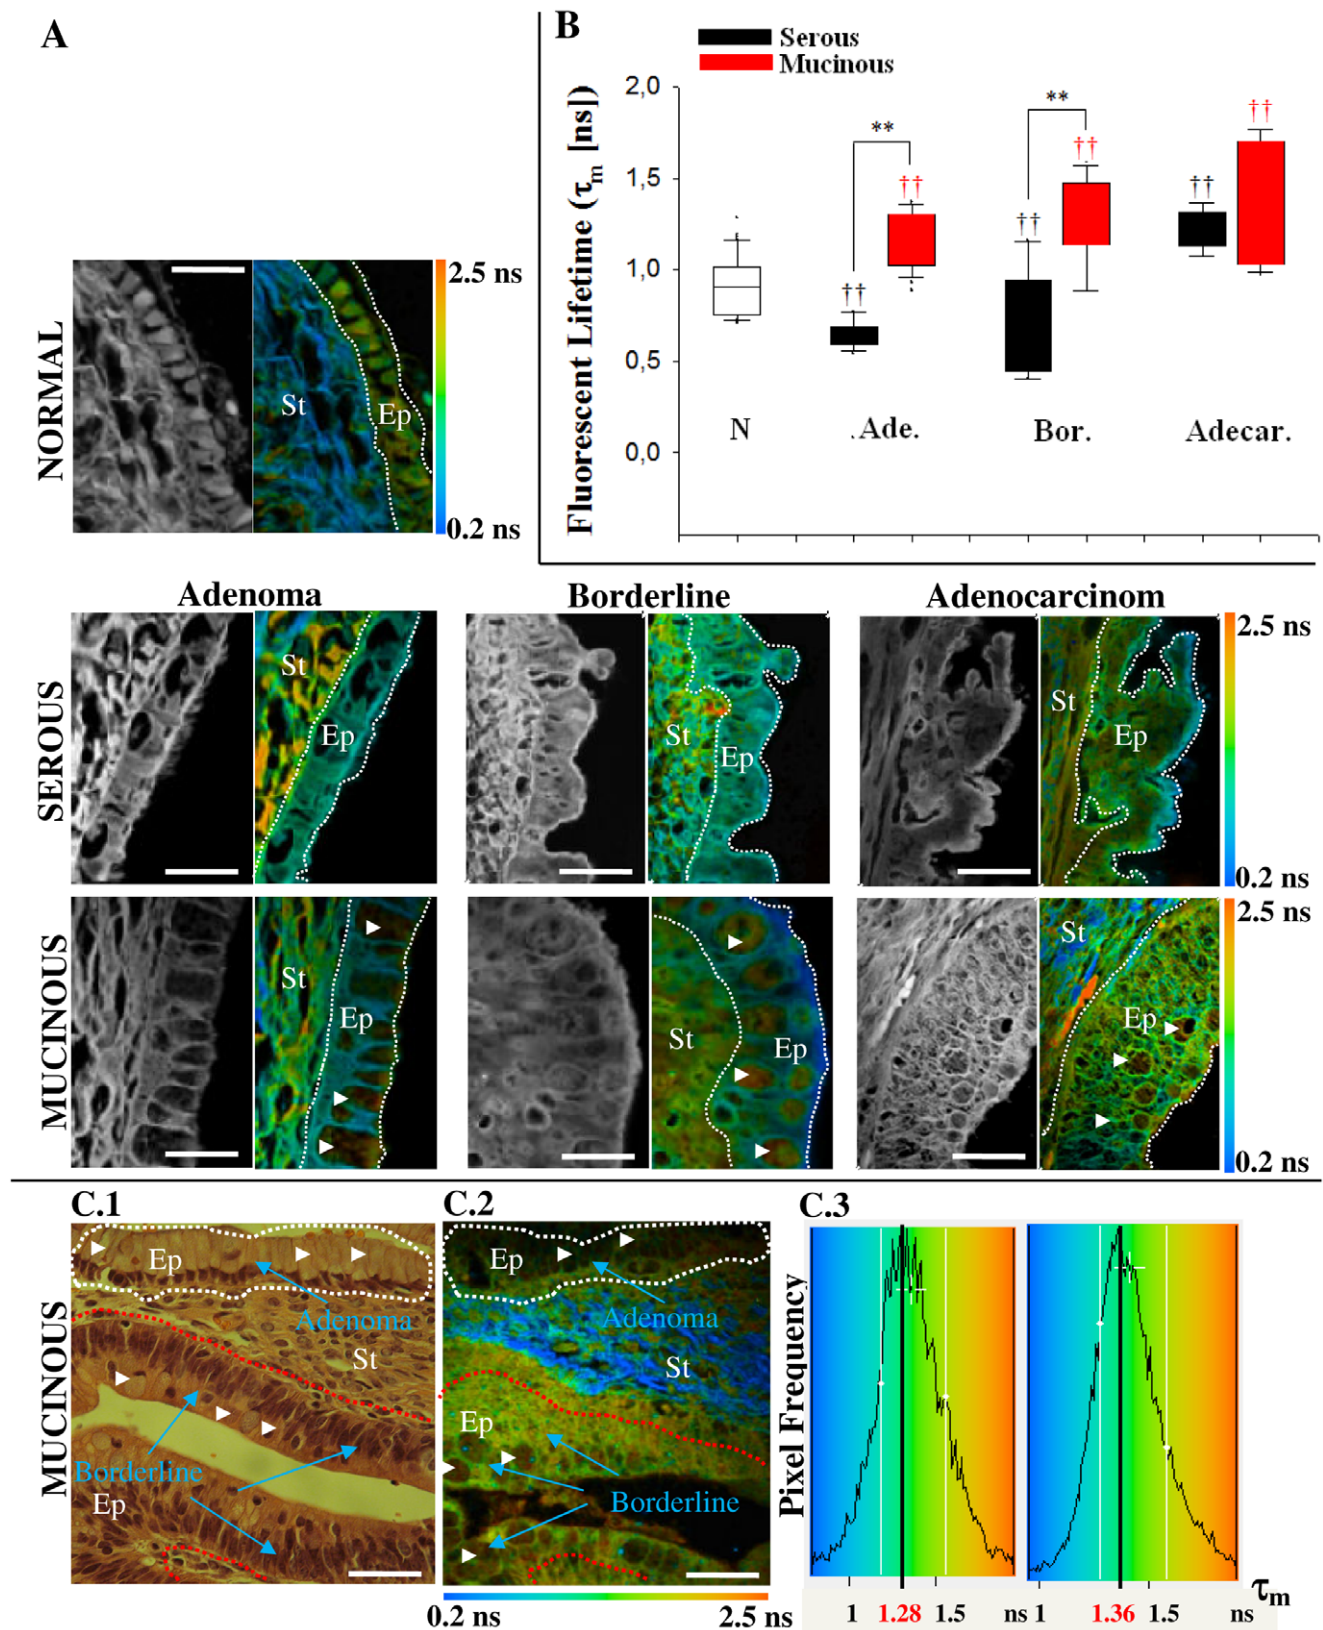 A
B
Serous
Mucinous
Fluorescent Lifetime (τm [ns])
2,0
1,5
1,0
0,5
0,0
**
**
††
††
††
††
††
††
N
.Ade.
Bor.
Adecar.
NORMAL
St
Ep
2.5 ns
0.2 ns
Adenoma
Borderline
Adenocarcinom
SEROUS
St
Ep
St
Ep
St
Ep
2.5 ns
0.2 ns
MUCINOUS
St
Ep
St
Ep
St
Ep
2.5 ns
0.2 ns
C.1
C.2
C.3
MUCINOUS
Ep
Adenoma
St
Borderline
Ep
Ep
Adenoma
St
Ep
Borderline
0.2 ns
2.5 ns
Pixel Frequency
τm
1 1.28 1.5 ns
1 1.36 1.5 ns